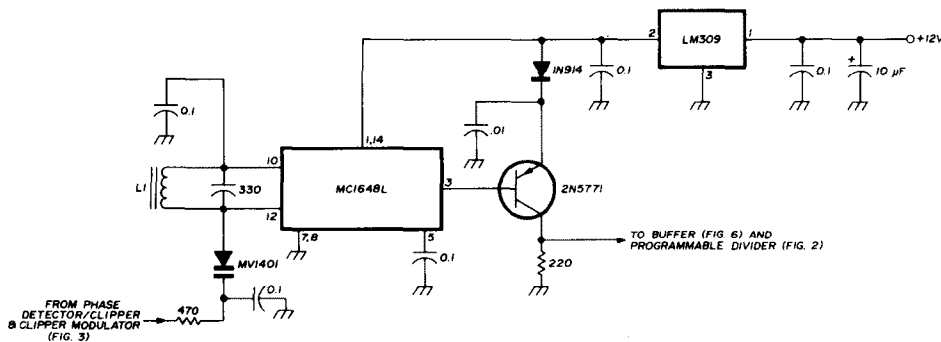 2
LM309
1
+12V
3
1N914
0.1
0.1
+
10 µF
0.1
.01
1,14
10
L1
330
MC1648L
3
2N5771
12
7,8
5
TO BUFFER (FIG. 6) AND
PROGRAMMABLE DIVIDER (FIG. 2)
MV1401
0.1
220
0.1
FROM PHASE
DETECTOR/CLIPPER
& CLIPPER MODULATOR
(FIG. 3)
470